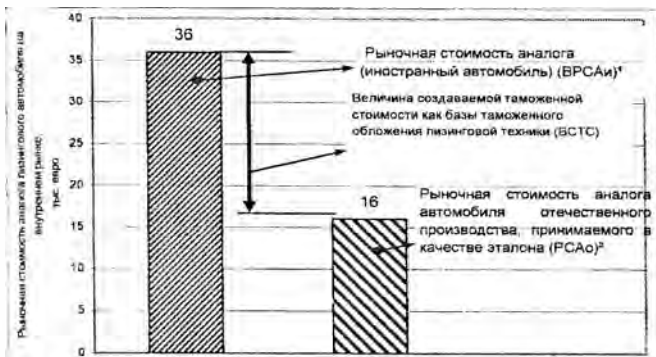 Рыночная стоимость аналога лизингового автомобиля на
внутреннем рынке,
тыс. евро
40
35
30
25
20
15
10
5
0
36
16
Рыночная стоимость аналога
(иностранный автомобиль) (ВРСАи)¹
Величина создаваемой таможенной
стоимости как базы таможенного
обложения лизинговой техники (БСТС)
Рыночная стоимость аналога
автомобиля отечественного
производства, принимаемого в
качестве эталона (РСАо)²